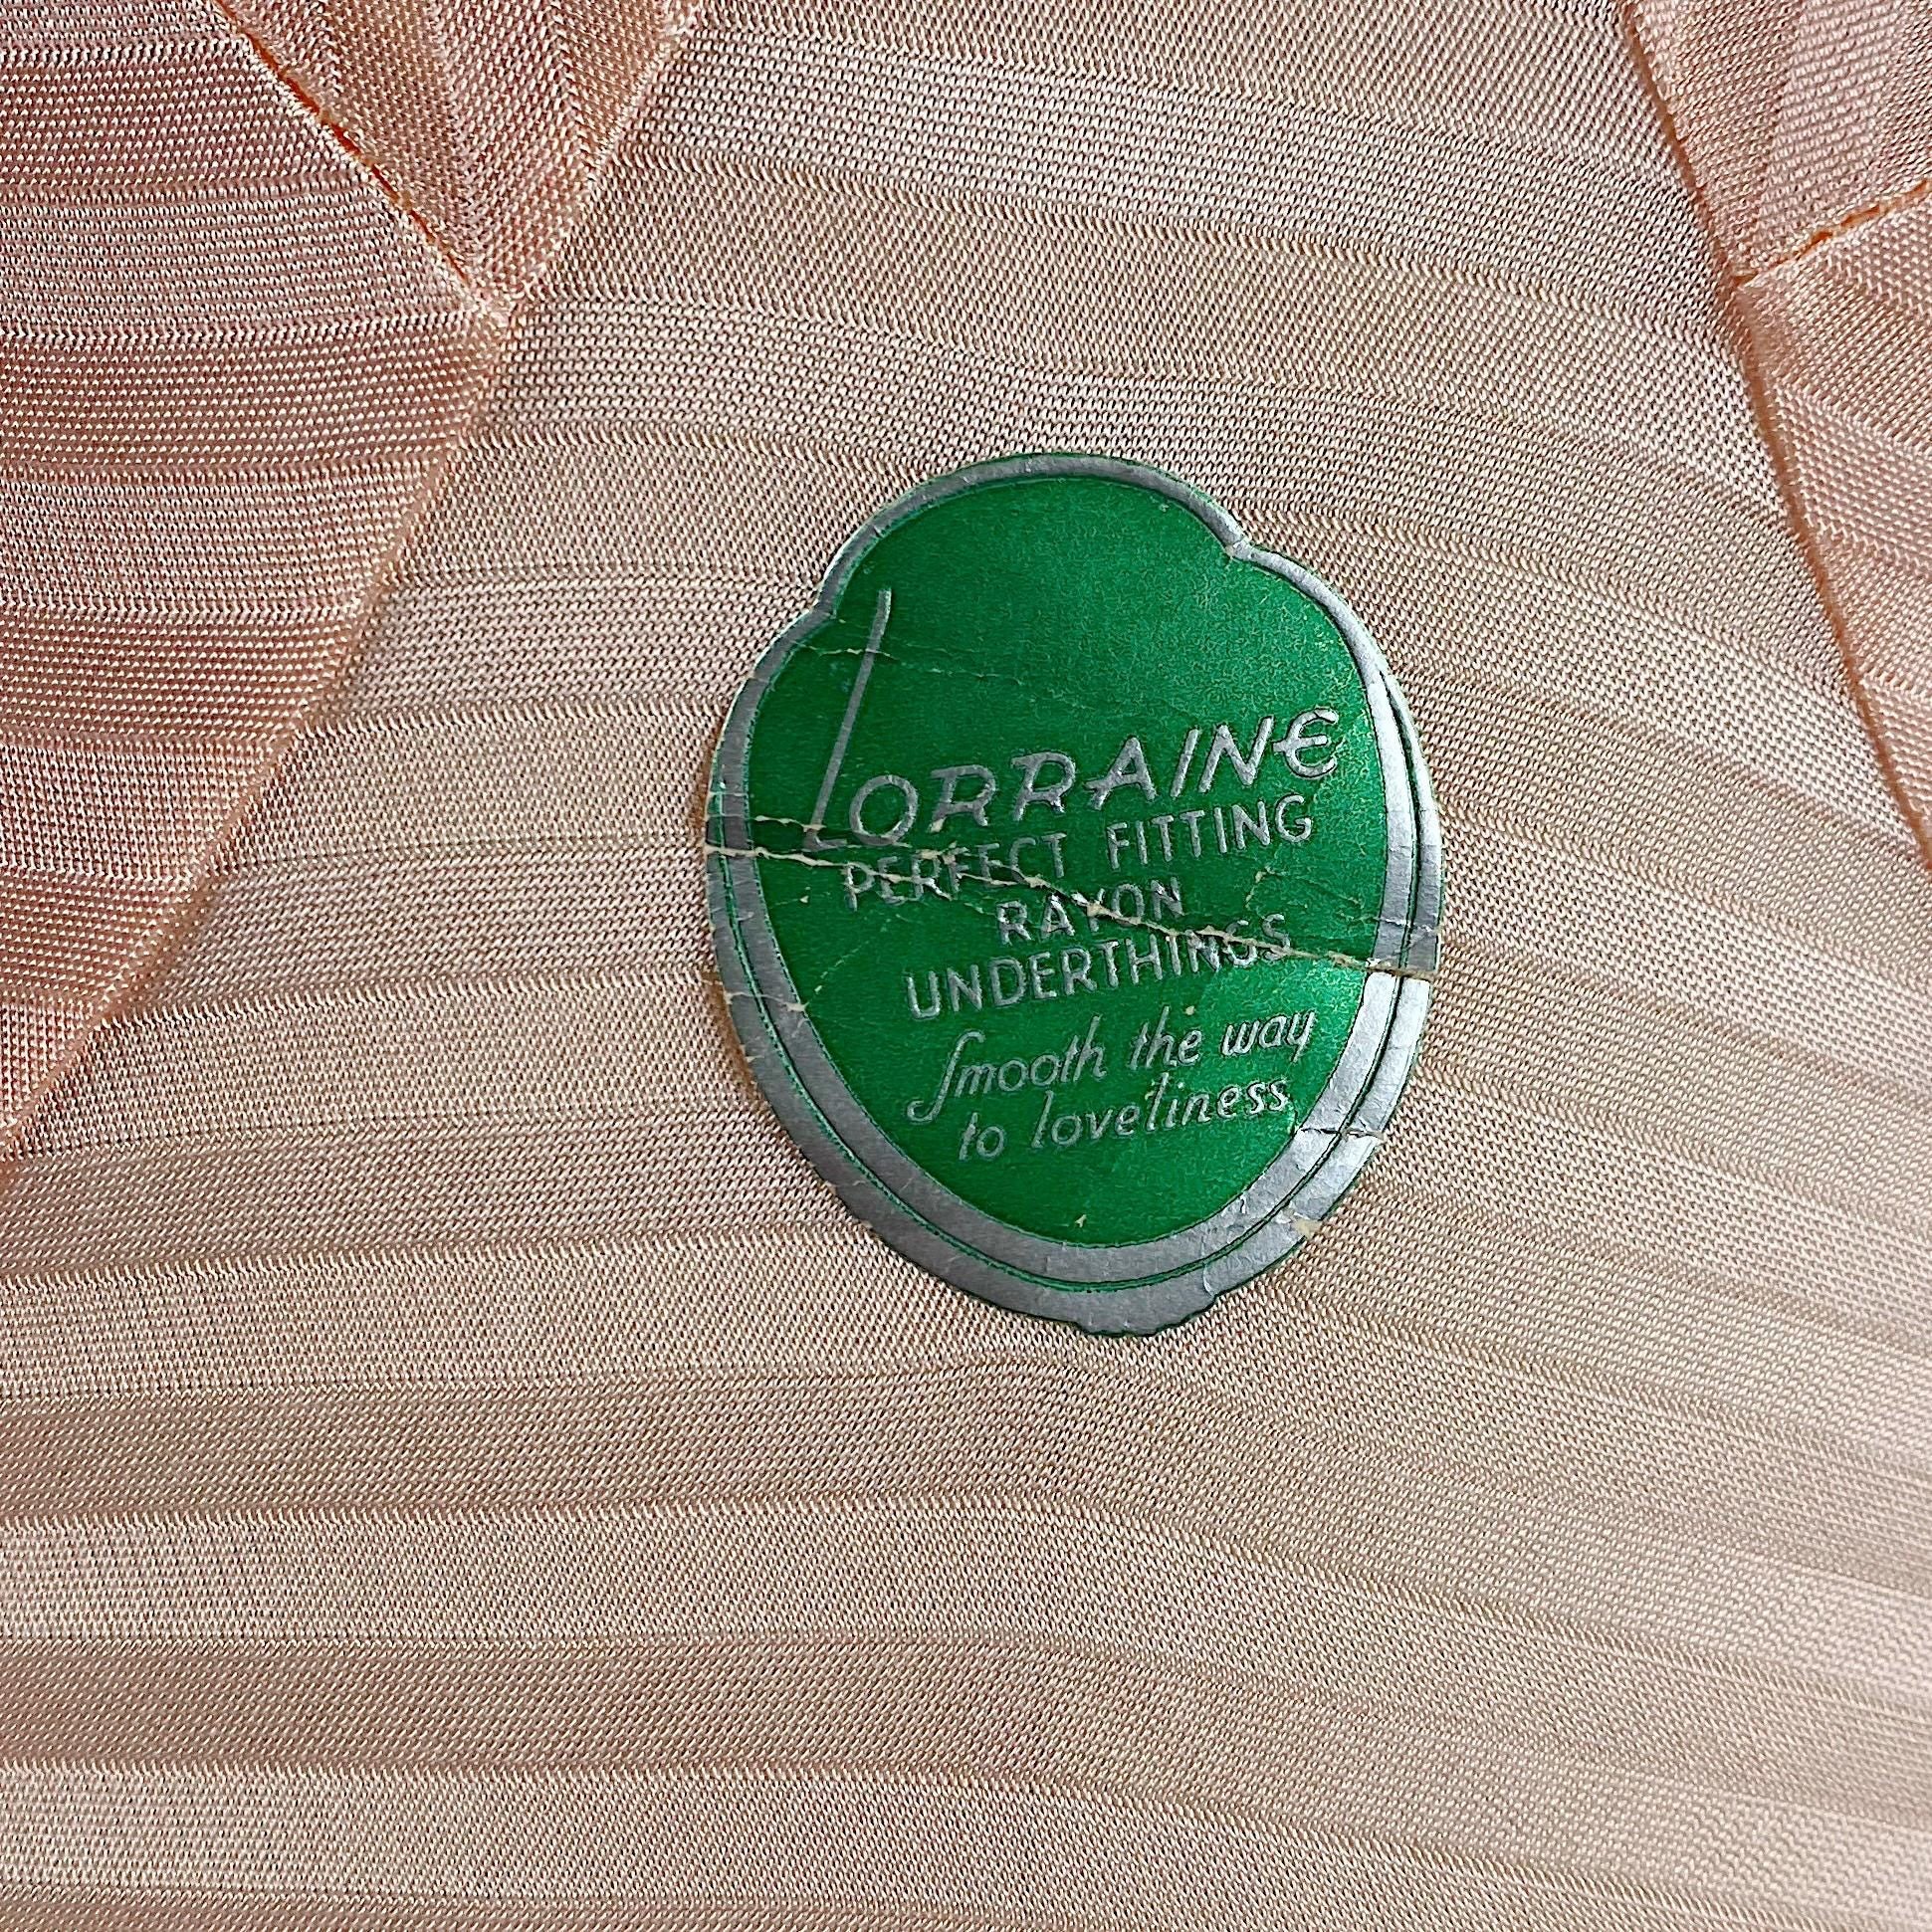 LORRAINE
PERFECT FITTING
RAYON
UNDERTHINGS
Smooth the way
to loveliness